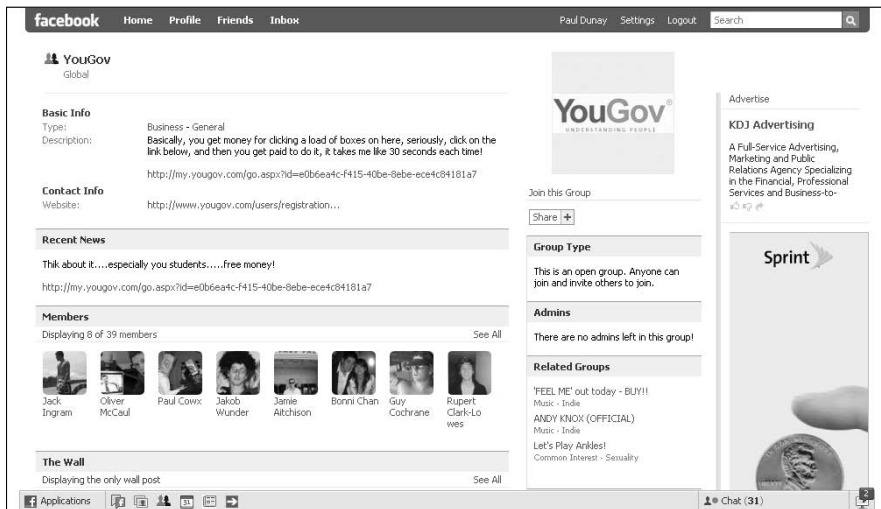 facebook Home Profile Friends Inbox Paul Dunay Settings Logout Search
YouGov
Global
Basic Info
Type: Business - General
Description: Basically, you get money for clicking a load of boxes on here, seriously, click on the
link below, and then you get paid to do it, it takes me like 30 seconds each time!
http://my.yougov.com/go.aspx?id=e0b6ea4c-f415-40be-8ebe-ece4c84181a7
Contact Info
Website: http://www.yougov.com/users/registration...
Recent News
Thik about it....especially you students.....free money!
http://my.yougov.com/go.aspx?id=e0b6ea4c-f415-40be-8ebe-ece4c84181a7
Members
Displaying 8 of 39 members See All
Jack
Ingram
Oliver
McCaul
Paul Cowx
Jakob
Wunder
Jamie
Aitchison
Bonni Chan
Guy
Cochrane
Rupert
Clark-Lo
wes
The Wall
Displaying the only wall post See All
YouGov®
UNDERSTANDING PEOPLE
Join this Group
Share +
Group Type
This is an open group. Anyone can
join and invite others to join.
Admins
There are no admins left in this group!
Related Groups
'FEEL ME' out today - BUY!!
Music - Indie
ANDY KNOX (OFFICIAL)
Music - Indie
Let's Play Ankles!
Common Interest - Sexuality
Advertise
KDJ Advertising
A Full-Service Advertising,
Marketing and Public
Relations Agency Specializing
in the Financial, Professional
Services and Business-to-
Sprint
Applications 31 Chat (31) 2